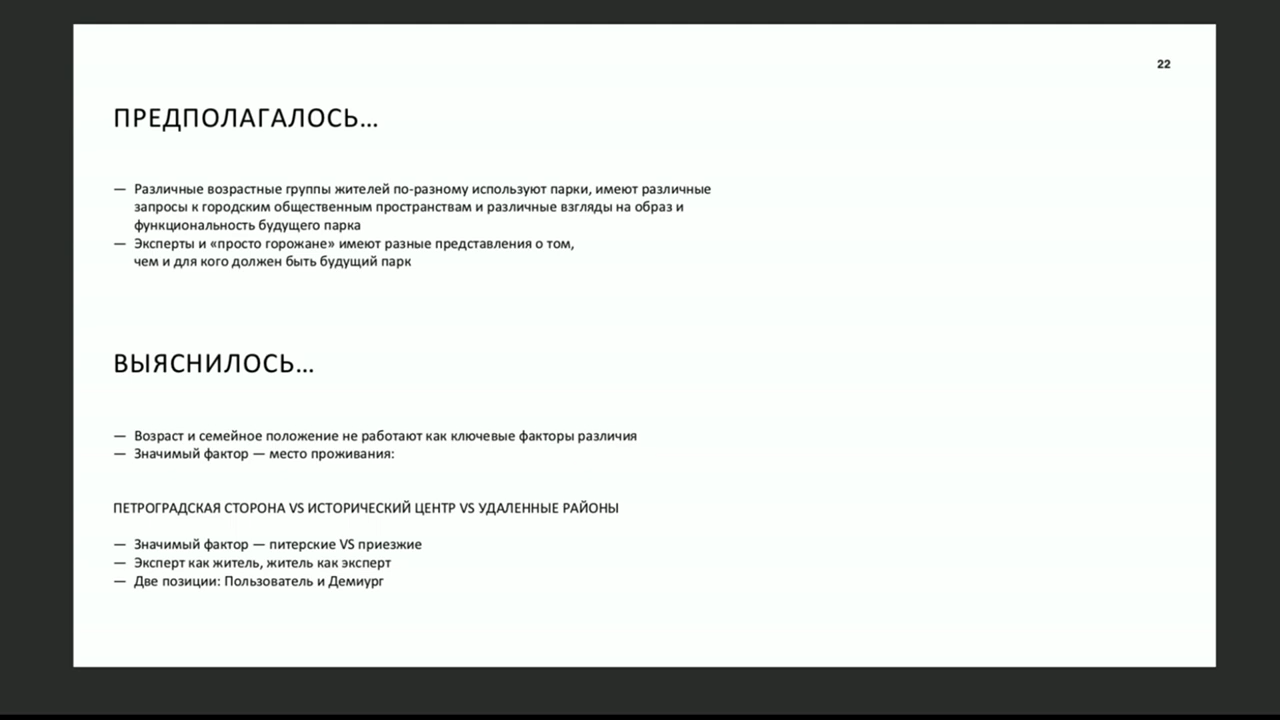 22
ПРЕДПОЛАГАЛОСЬ…
— Различные возрастные группы жителей по-разному используют парки, имеют различные
запросы к городским общественным пространствам и различные взгляды на образ и
функциональность будущего парка
— Эксперты и «просто горожане» имеют разные представления о том,
чем и для кого должен быть будущий парк
ВЫЯСНИЛОСЬ…
— Возраст и семейное положение не работают как ключевые факторы различия
— Значимый фактор — место проживания:
ПЕТРОГРАДСКАЯ СТОРОНА VS ИСТОРИЧЕСКИЙ ЦЕНТР VS УДАЛЕННЫЕ РАЙОНЫ
— Значимый фактор — питерские VS приезжие
— Эксперт как житель, житель как эксперт
— Две позиции: Пользователь и Демиург